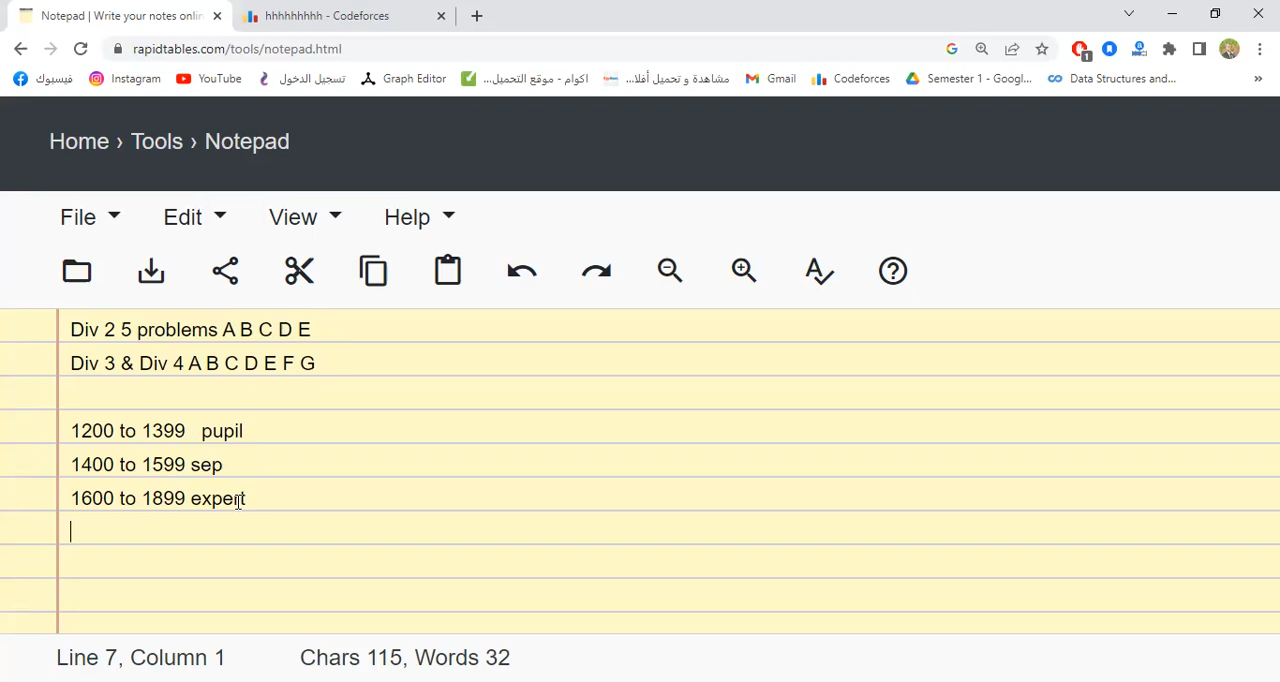 Notepad | Write your notes onlin
hhhhhhhhh - Codeforces
rapidtables.com/tools/notepad.html
1
فيسبوك
Instagram
YouTube
تسجيل الدخول
Graph Editor
اكوام - موقع التحميل...
مشاهدة و تحميل أفلا...
Gmail
Codeforces
Semester 1 - Googl...
Data Structures and...
»
Home › Tools › Notepad
File Edit View Help
Div 2 5 problems A B C D E
Div 3 & Div 4 A B C D E F G
1200 to 1399 pupil
1400 to 1599 sep
1600 to 1899 expert
Line 7, Column 1 Chars 115, Words 32